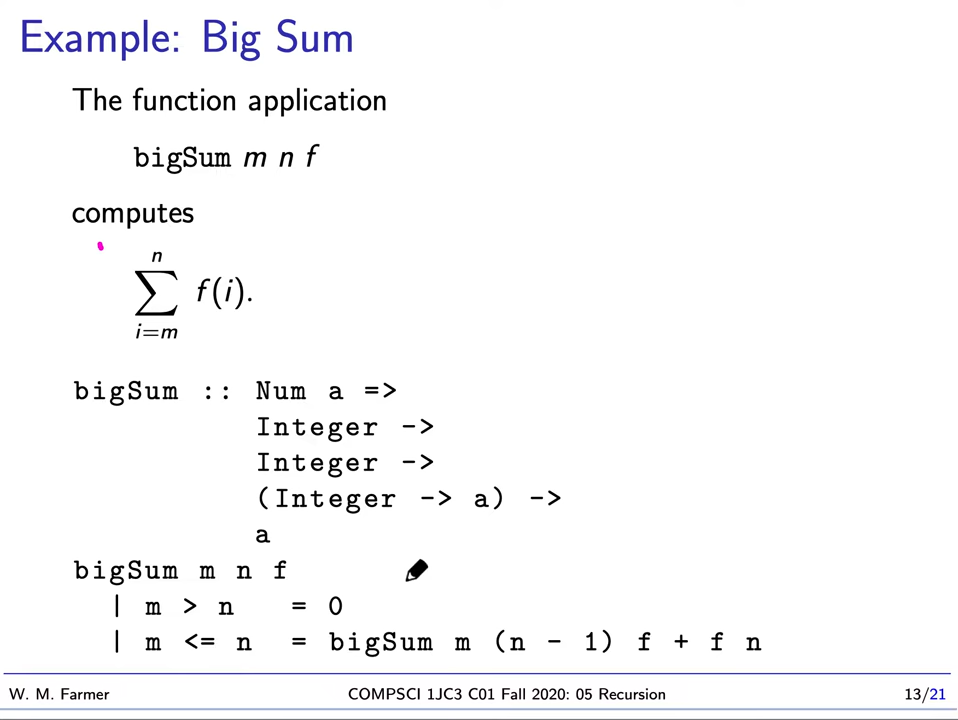 Example: Big Sum
The function application
bigSum m n f
computes
n
∑ f(i).
i=m
bigSum :: Num a =>
Integer ->
Integer ->
(Integer -> a) ->
a
bigSum m n f
| m > n = 0
| m <= n = bigSum m (n - 1) f + f n
W. M. Farmer COMPSCI 1JC3 C01 Fall 2020: 05 Recursion 13/21